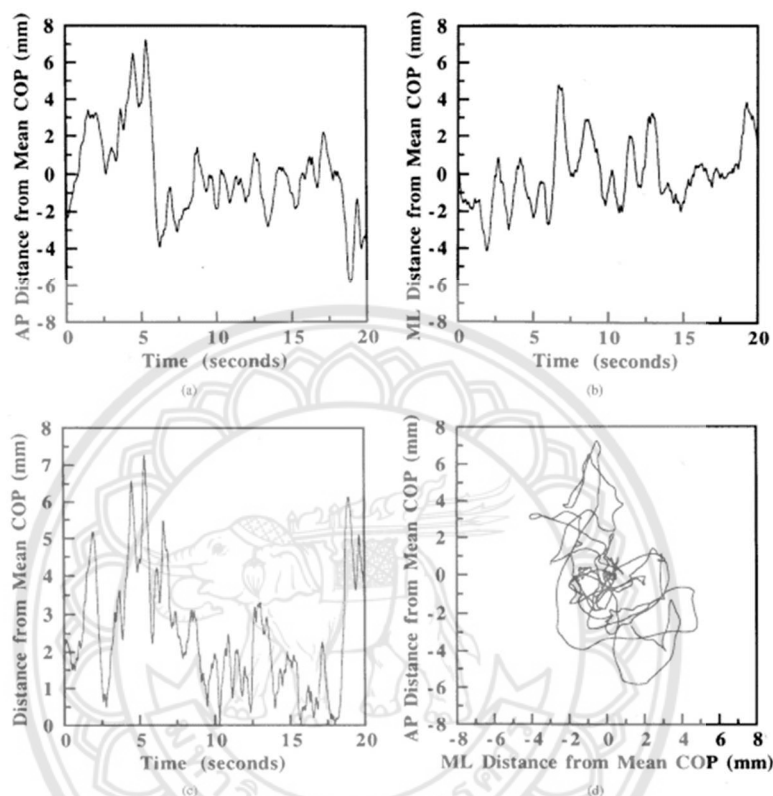 AP Distance from Mean COP (mm)
8
6
4
2
0
-2
-4
-6
-8
0 5 10 15 20
Time (seconds)
(a)
ML Distance from Mean COP (mm)
8
6
4
2
0
-2
-4
-6
-8
0 5 10 15 20
Time (seconds)
(b)
Distance from Mean COP (mm)
8
7
6
5
4
3
2
1
0
0 5 10 15 20
Time (seconds)
(c)
AP Distance from Mean COP (mm)
8
6
4
2
0
-2
-4
-6
-8
-8 -6 -4 -2 0 2 4 6 8
ML Distance from Mean COP (mm)
(d)